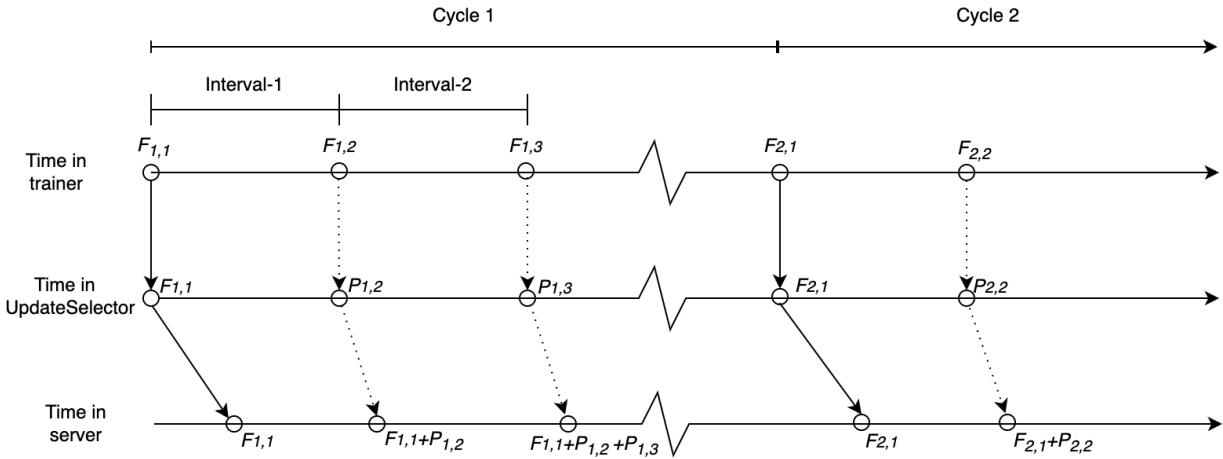 Cycle 1
Cycle 2
Interval-1
Interval-2
F1,1
F1,2
F1,3
F2,1
F2,2
Time in
trainer
F1,1
P1,2
P1,3
F2,1
P2,2
Time in
UpdateSelector
Time in
server
F1,1
F1,1+P1,2
F1,1+P1,2+P1,3
F2,1
F2,1+P2,2